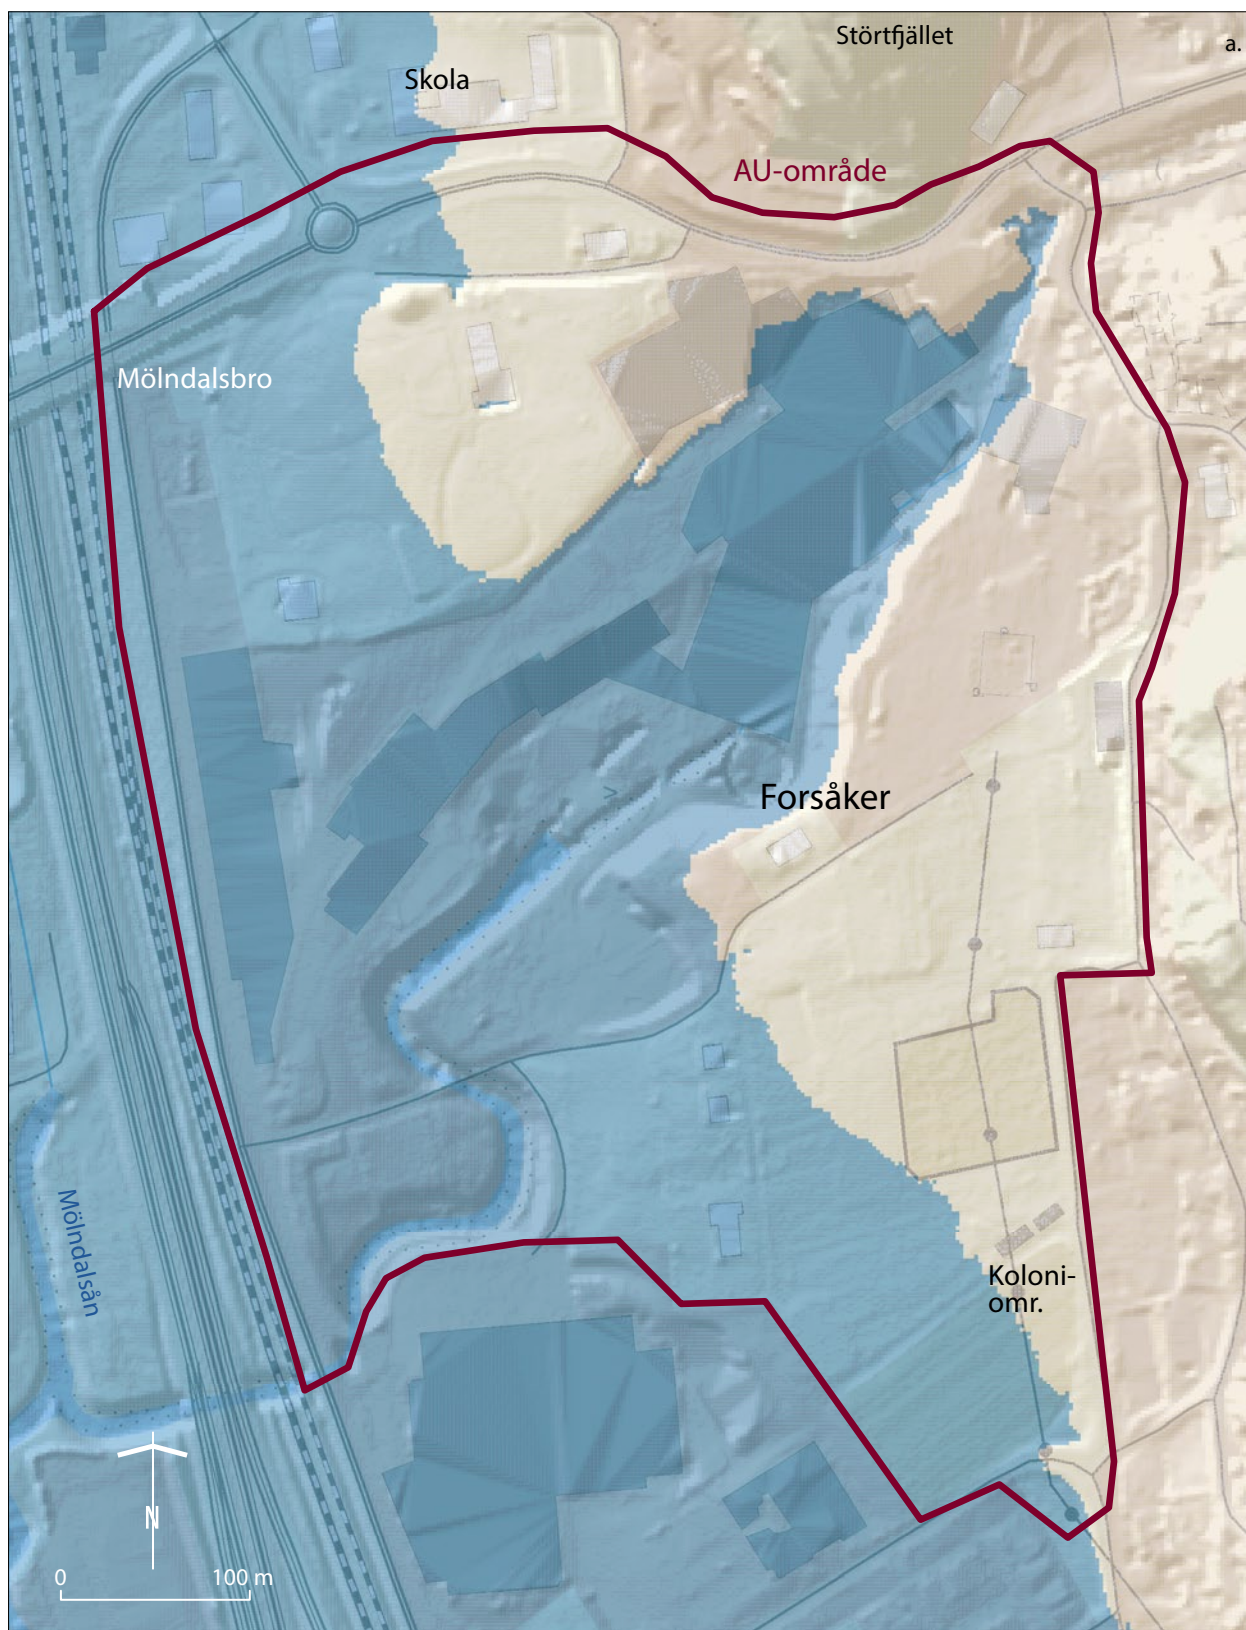 Störtfjället
a.
Skola
AU-område
Mölndalsbro
Forsåker
Mölndalsån
Koloni-
omr.
N
0 100 m